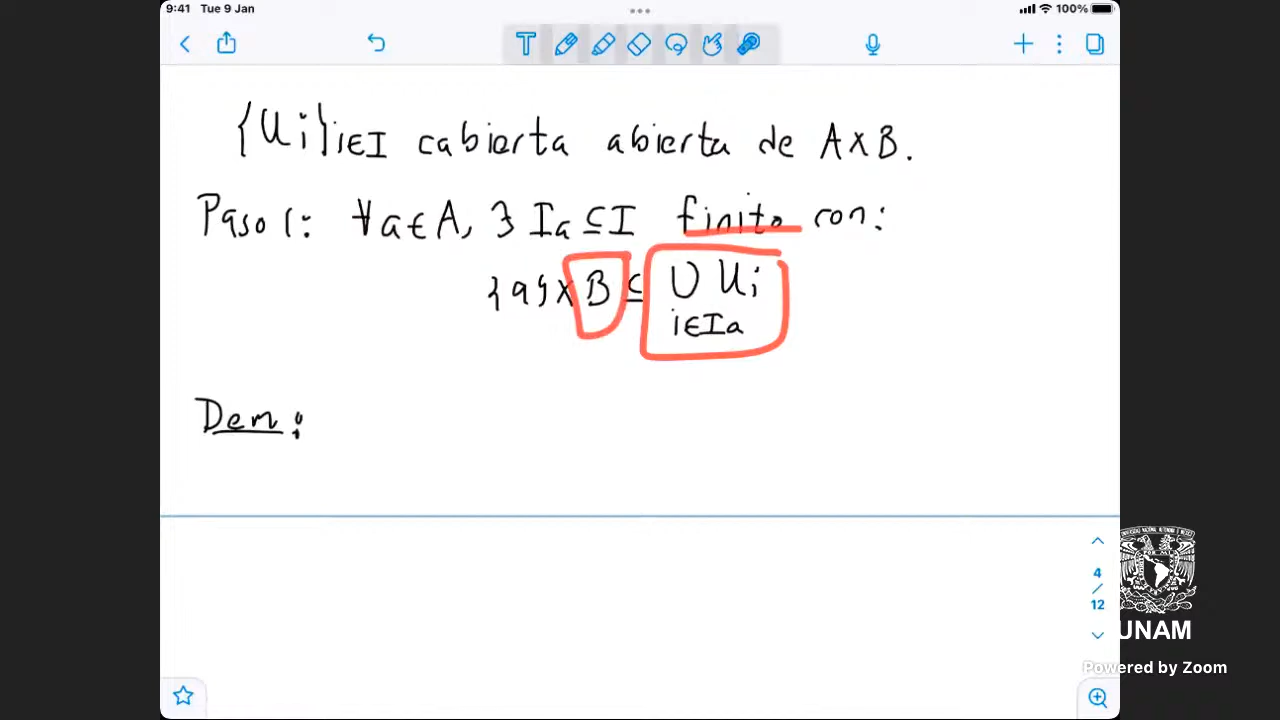 9:41 Tue 9 Jan
100%
{Ui}i∈I cabierta abierta de A×B.
Paso 1: ∀a∈A, ∃ Ia⊆I finito con:
{a}×B ⊆ ∪ Ui
i∈Ia
Dem:
4
/
12
UNAM
Powered by Zoom